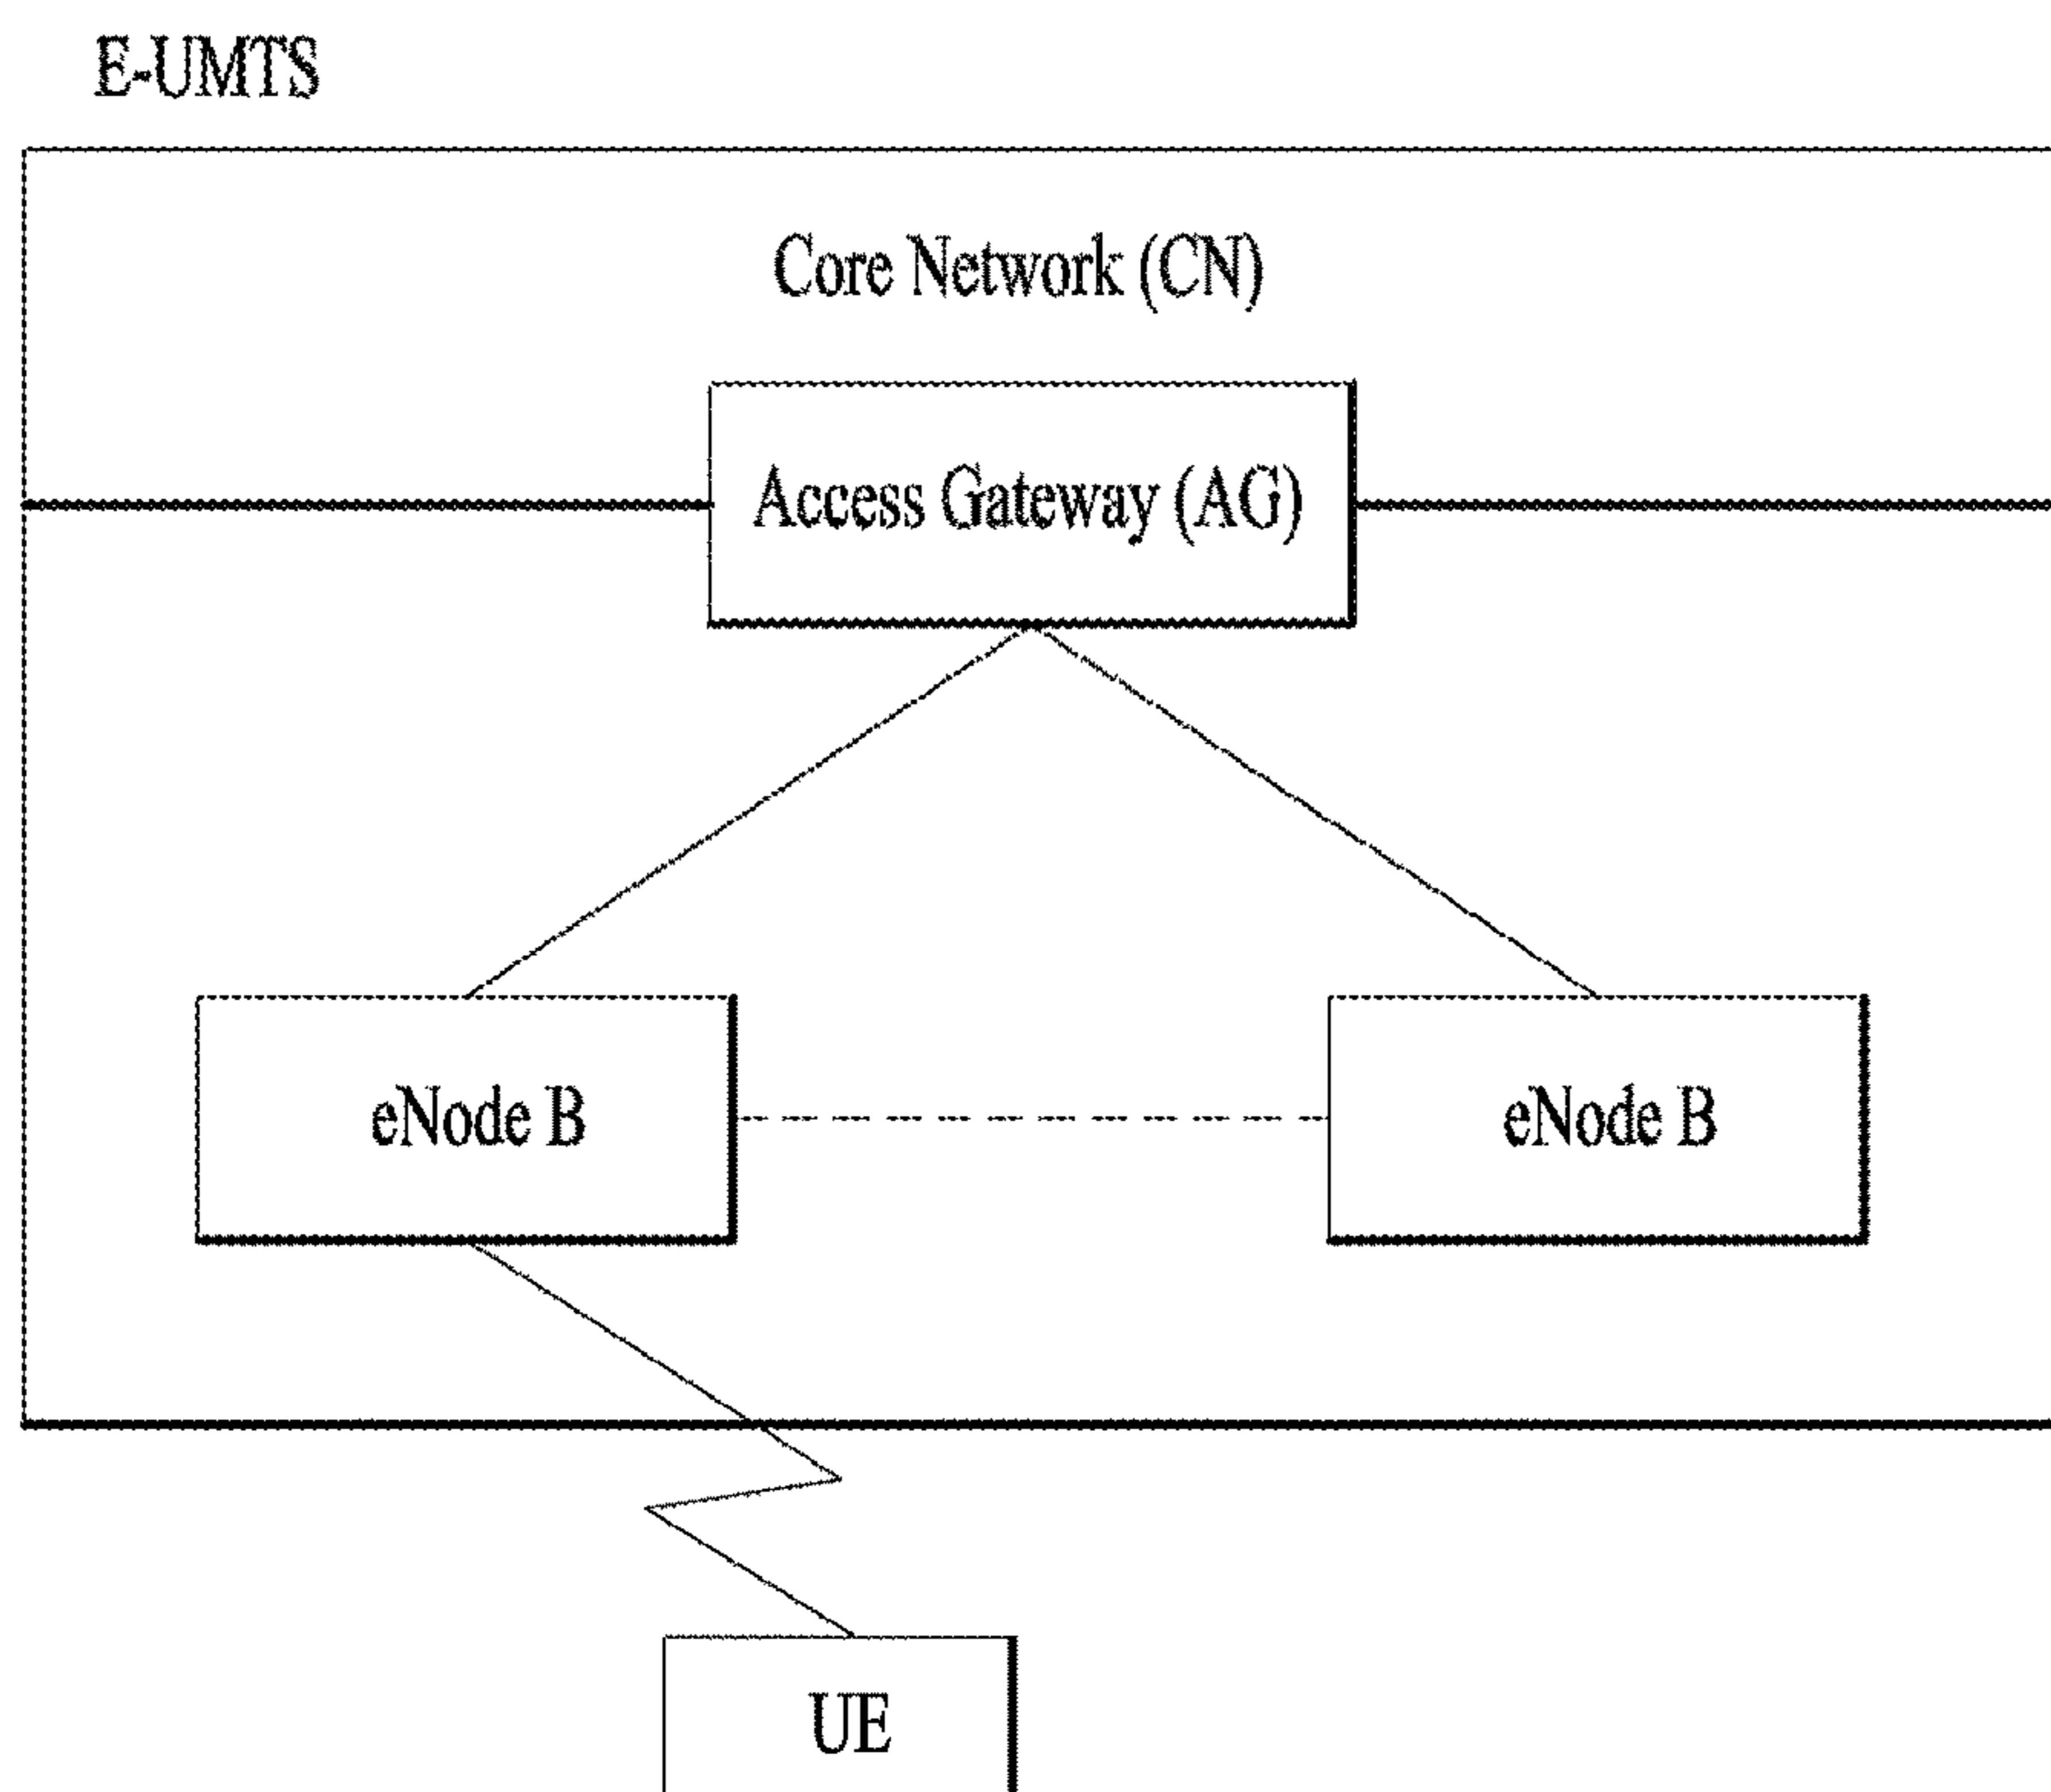 E-UMTS
Core Network (CN)
Access Gateway (AG)
eNode B
eNode B
UE